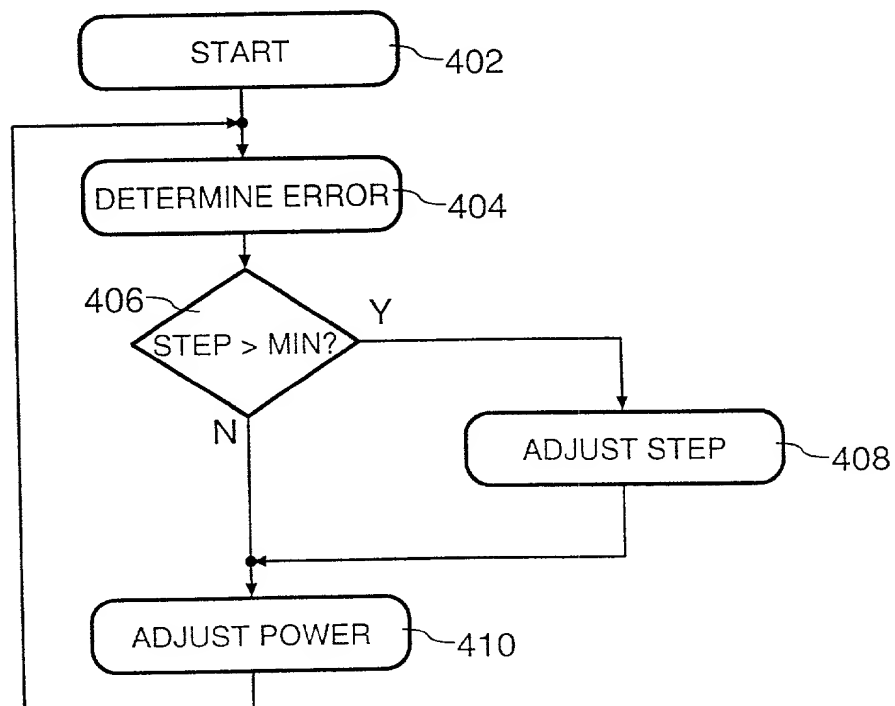 START
402
DETERMINE ERROR
404
406
STEP > MIN?
Y
N
ADJUST STEP
408
ADJUST POWER
410